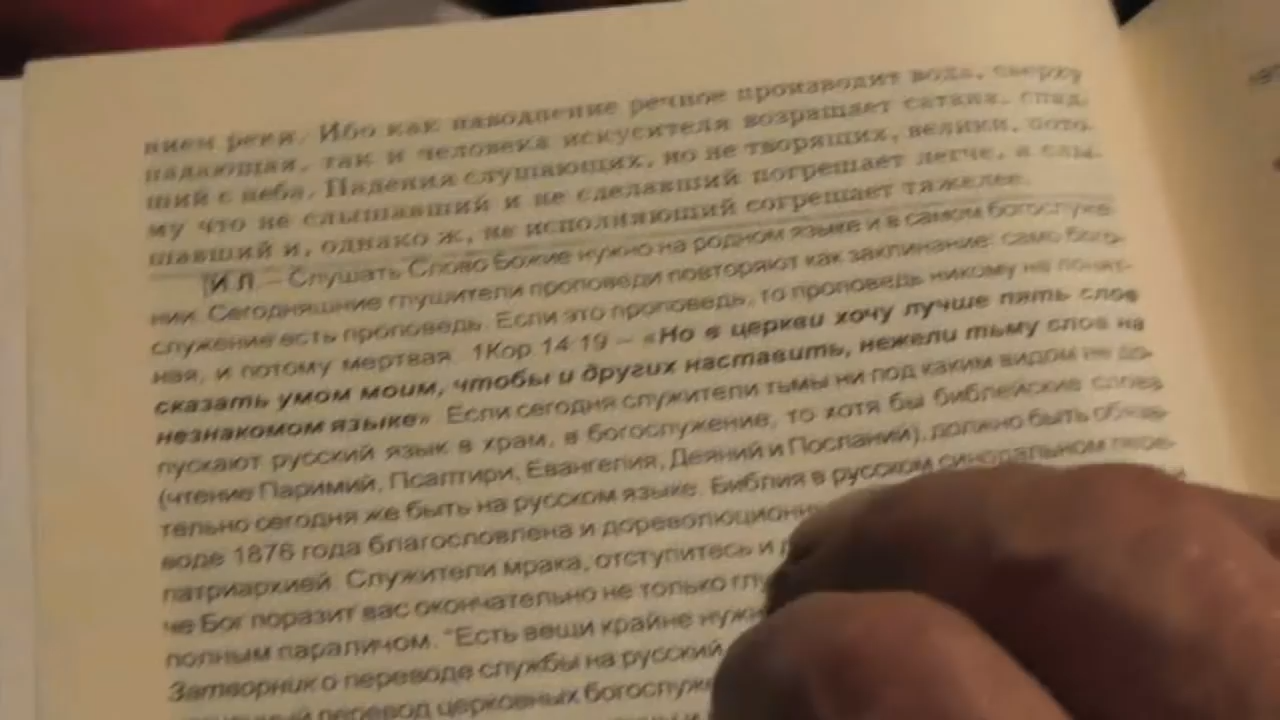 нием реки. Ибо как наводнение речное производит вода, сверху
падающая, так и человека искусителя возращает сатана, спад-
ший с неба. Падения слушающих, но не творящих, велики, пото-
му что не слышавший и не сделавший погрешает легче, а слы-
шавший и, однако ж, не исполняющий согрешает тяжелее.
[И.Л. – Слушать Слово Божие нужно на родном языке и в самом богослуже-
нии. Сегодняшние глушители проповеди повторяют как заклинание: само бого-
служение есть проповедь. Если это проповедь, то проповедь никому не понят-
ная, и потому мертвая. 1Кор 14:19 – «Но в церкви хочу лучше пять слов
сказать умом моим, чтобы и других наставить, нежели тьму слов на
незнакомом языке». Если сегодня служители тьмы ни под каким видом не до-
пускают русский язык в храм, в богослужение, то хотя бы библейские слова
(чтение Паримий, Псалтири, Евангелия, Деяний и Посланий), должно быть обяза-
тельно сегодня же быть на русском языке. Библия в русском синодальном пере-
воде 1876 года благословлена и дореволюционн
патриархией. Служители мрака, отступитесь и
че Бог поразит вас окончательно не только глу
полным параличом. "Есть вещи крайне нужн
Затворник о переводе службы на русский
перевод церковных богослуже